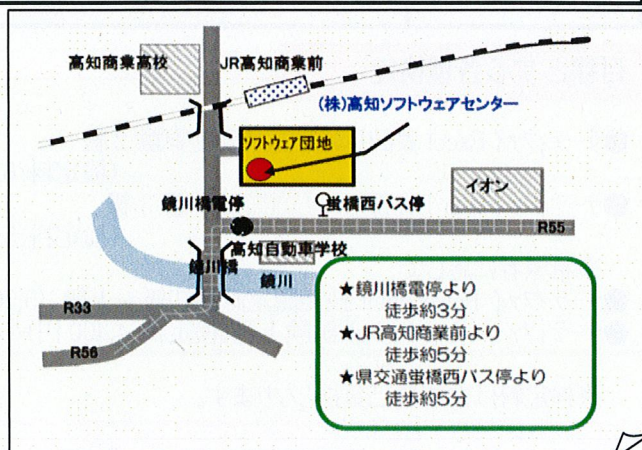 高知商業高校
JR高知商業前
(株)高知ソフトウェアセンター
ソフトウェア団地
イオン
鏡川橋電停
蛍橋西バス停
R55
高知自動車学校
鏡川橋
鏡川
R33
R56
★鏡川橋電停より
徒歩約3分
★JR高知商業前より
徒歩約5分
★県交通蛍橋西バス停より
徒歩約5分